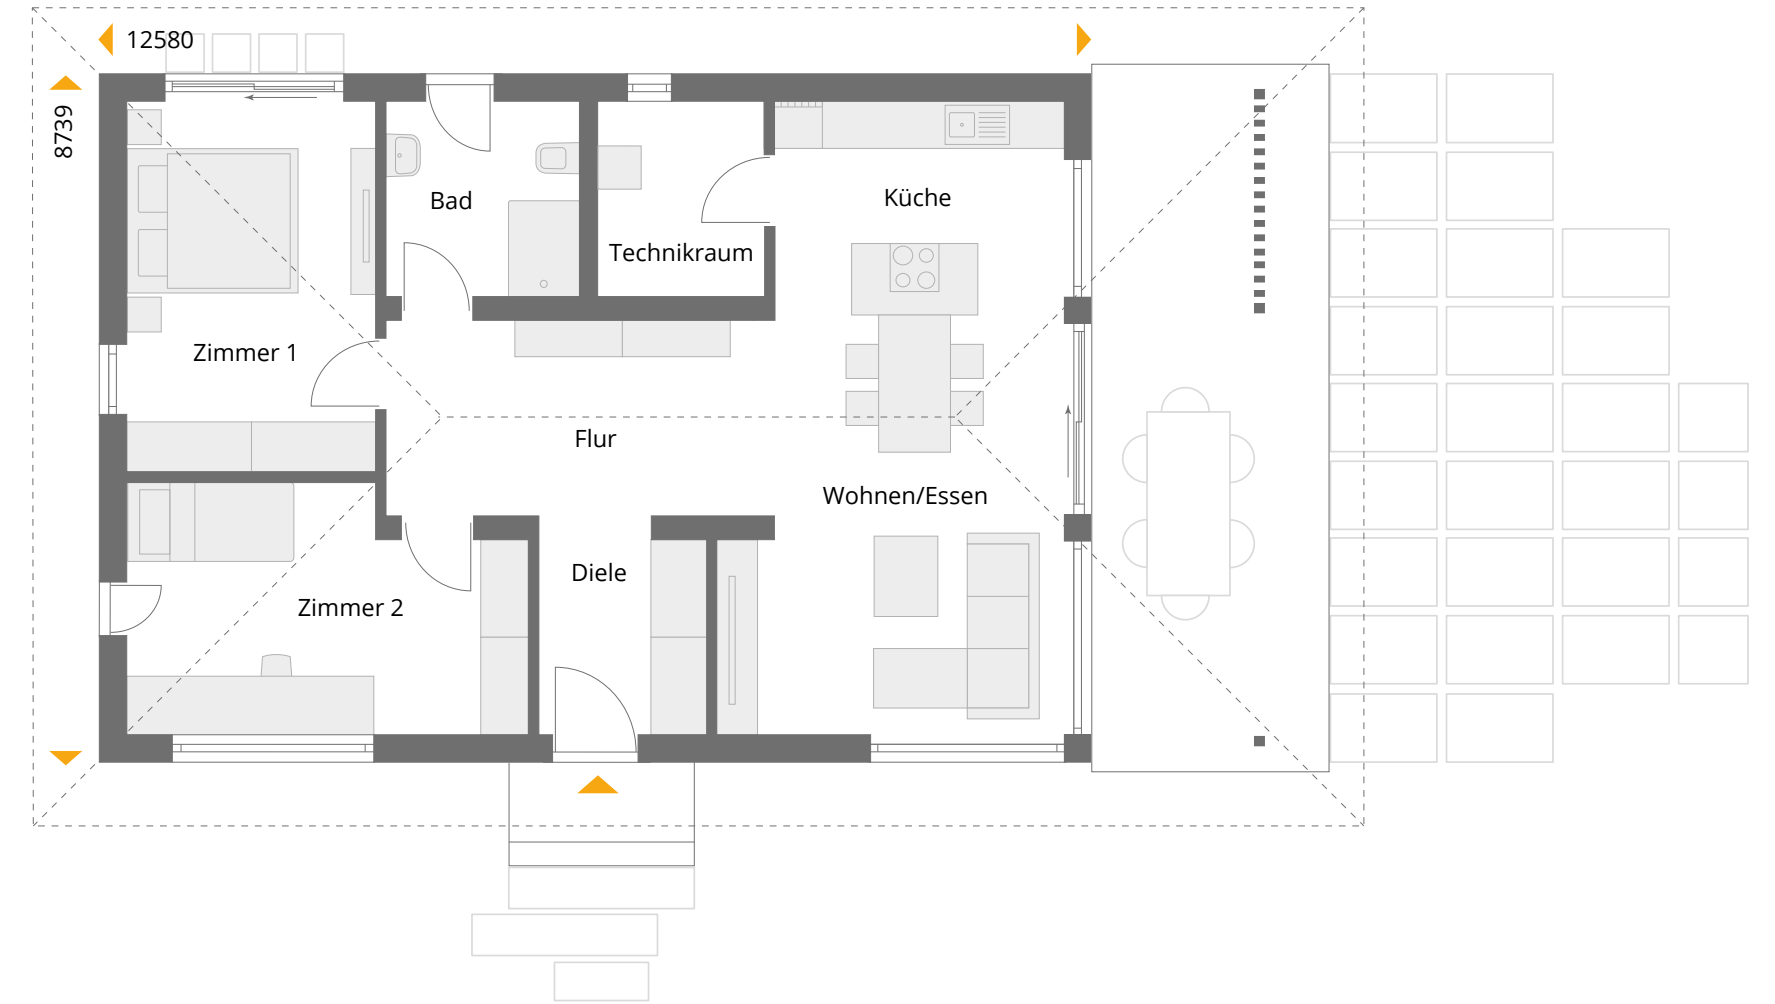 12580
8739
Bad
Küche
Technikraum
Zimmer 1
Flur
Wohnen/Essen
Diele
Zimmer 2